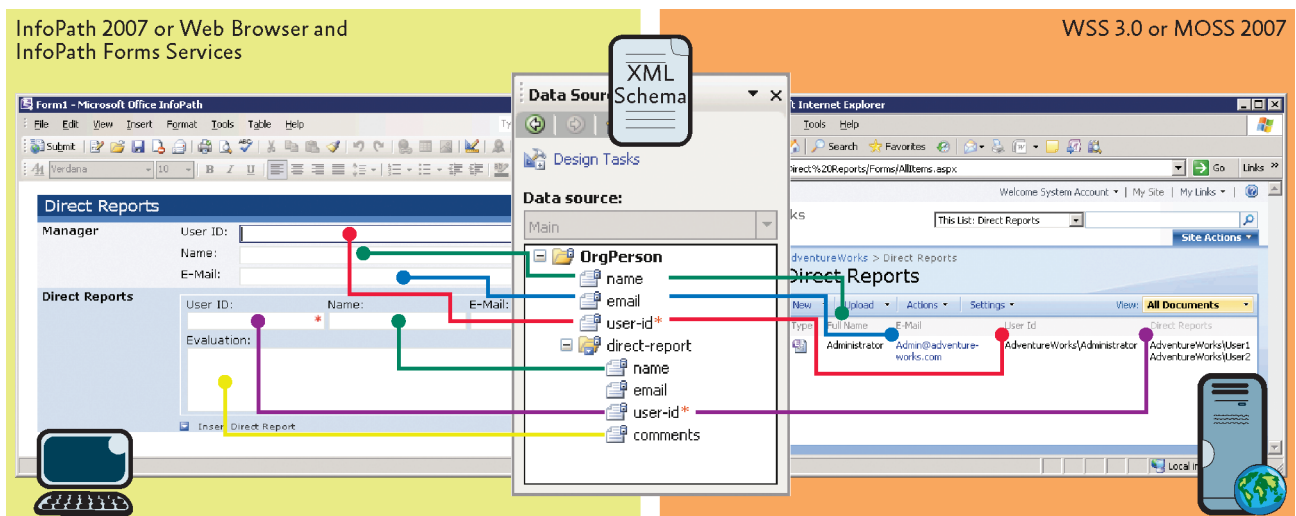 InfoPath 2007 or Web Browser and
InfoPath Forms Services
WSS 3.0 or MOSS 2007
XML
Schema
Form1 - Microsoft Office InfoPath
File Edit View Insert Format Tools Table Help
Ty
Submit
Verdana 10 B I U
Direct Reports
Manager
User ID:
Name:
E-Mail:
Direct Reports
User ID: Name: E-Mail:
*
Evaluation:
Insert Direct Report
Data Sour
Design Tasks
Data source:
Main
OrgPerson
name
email
user-id*
direct-report
name
email
user-id*
comments
t Internet Explorer
Tools Help
Search Favorites
Direct%20Reports/Forms/AllItems.aspx Go Links »
Welcome System Account | My Site | My Links
ks
This List: Direct Reports
Site Actions
dventureWorks > Direct Reports
Direct Reports
New Upload Actions Settings View: All Documents
Type Full Name E-Mail User Id Direct Reports
Administrator Admin@adventure- AdventureWorks\Administrator AdventureWorks\User1
works.com AdventureWorks\User2
Local in